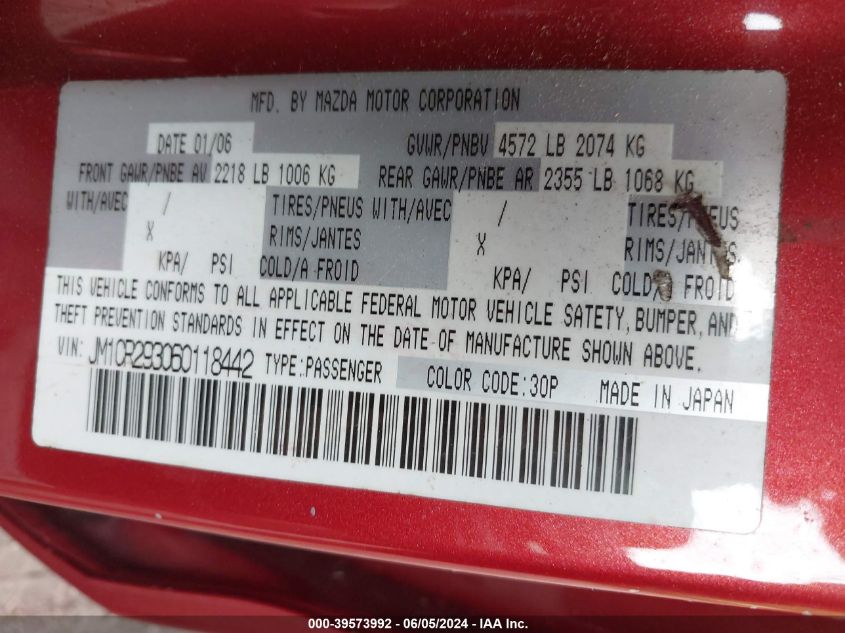 MFD. BY MAZDA MOTOR CORPORATION
DATE 01/06 GVWR/PNBV 4572 LB 2074 KG
FRONT GAWR/PNBE AV 2218 LB 1006 KG REAR GAWR/PNBE AR 2355 LB 1068 KG
WITH/AVEC / TIRES/PNEUS WITH/AVEC / TIRES/PNEUS
X RIMS/JANTES X RIMS/JANTES
KPA/ PSI COLD/A FROID KPA/ PSI COLD/A FROID
THIS VEHICLE CONFORMS TO ALL APPLICABLE FEDERAL MOTOR VEHICLE SAFETY, BUMPER, AND
THEFT PREVENTION STANDARDS IN EFFECT ON THE DATE OF MANUFACTURE SHOWN ABOVE.
VIN: JM1CR293060118442 TYPE:PASSENGER COLOR CODE:30P MADE IN JAPAN
000-39573992 - 06/05/2024 - IAA Inc.